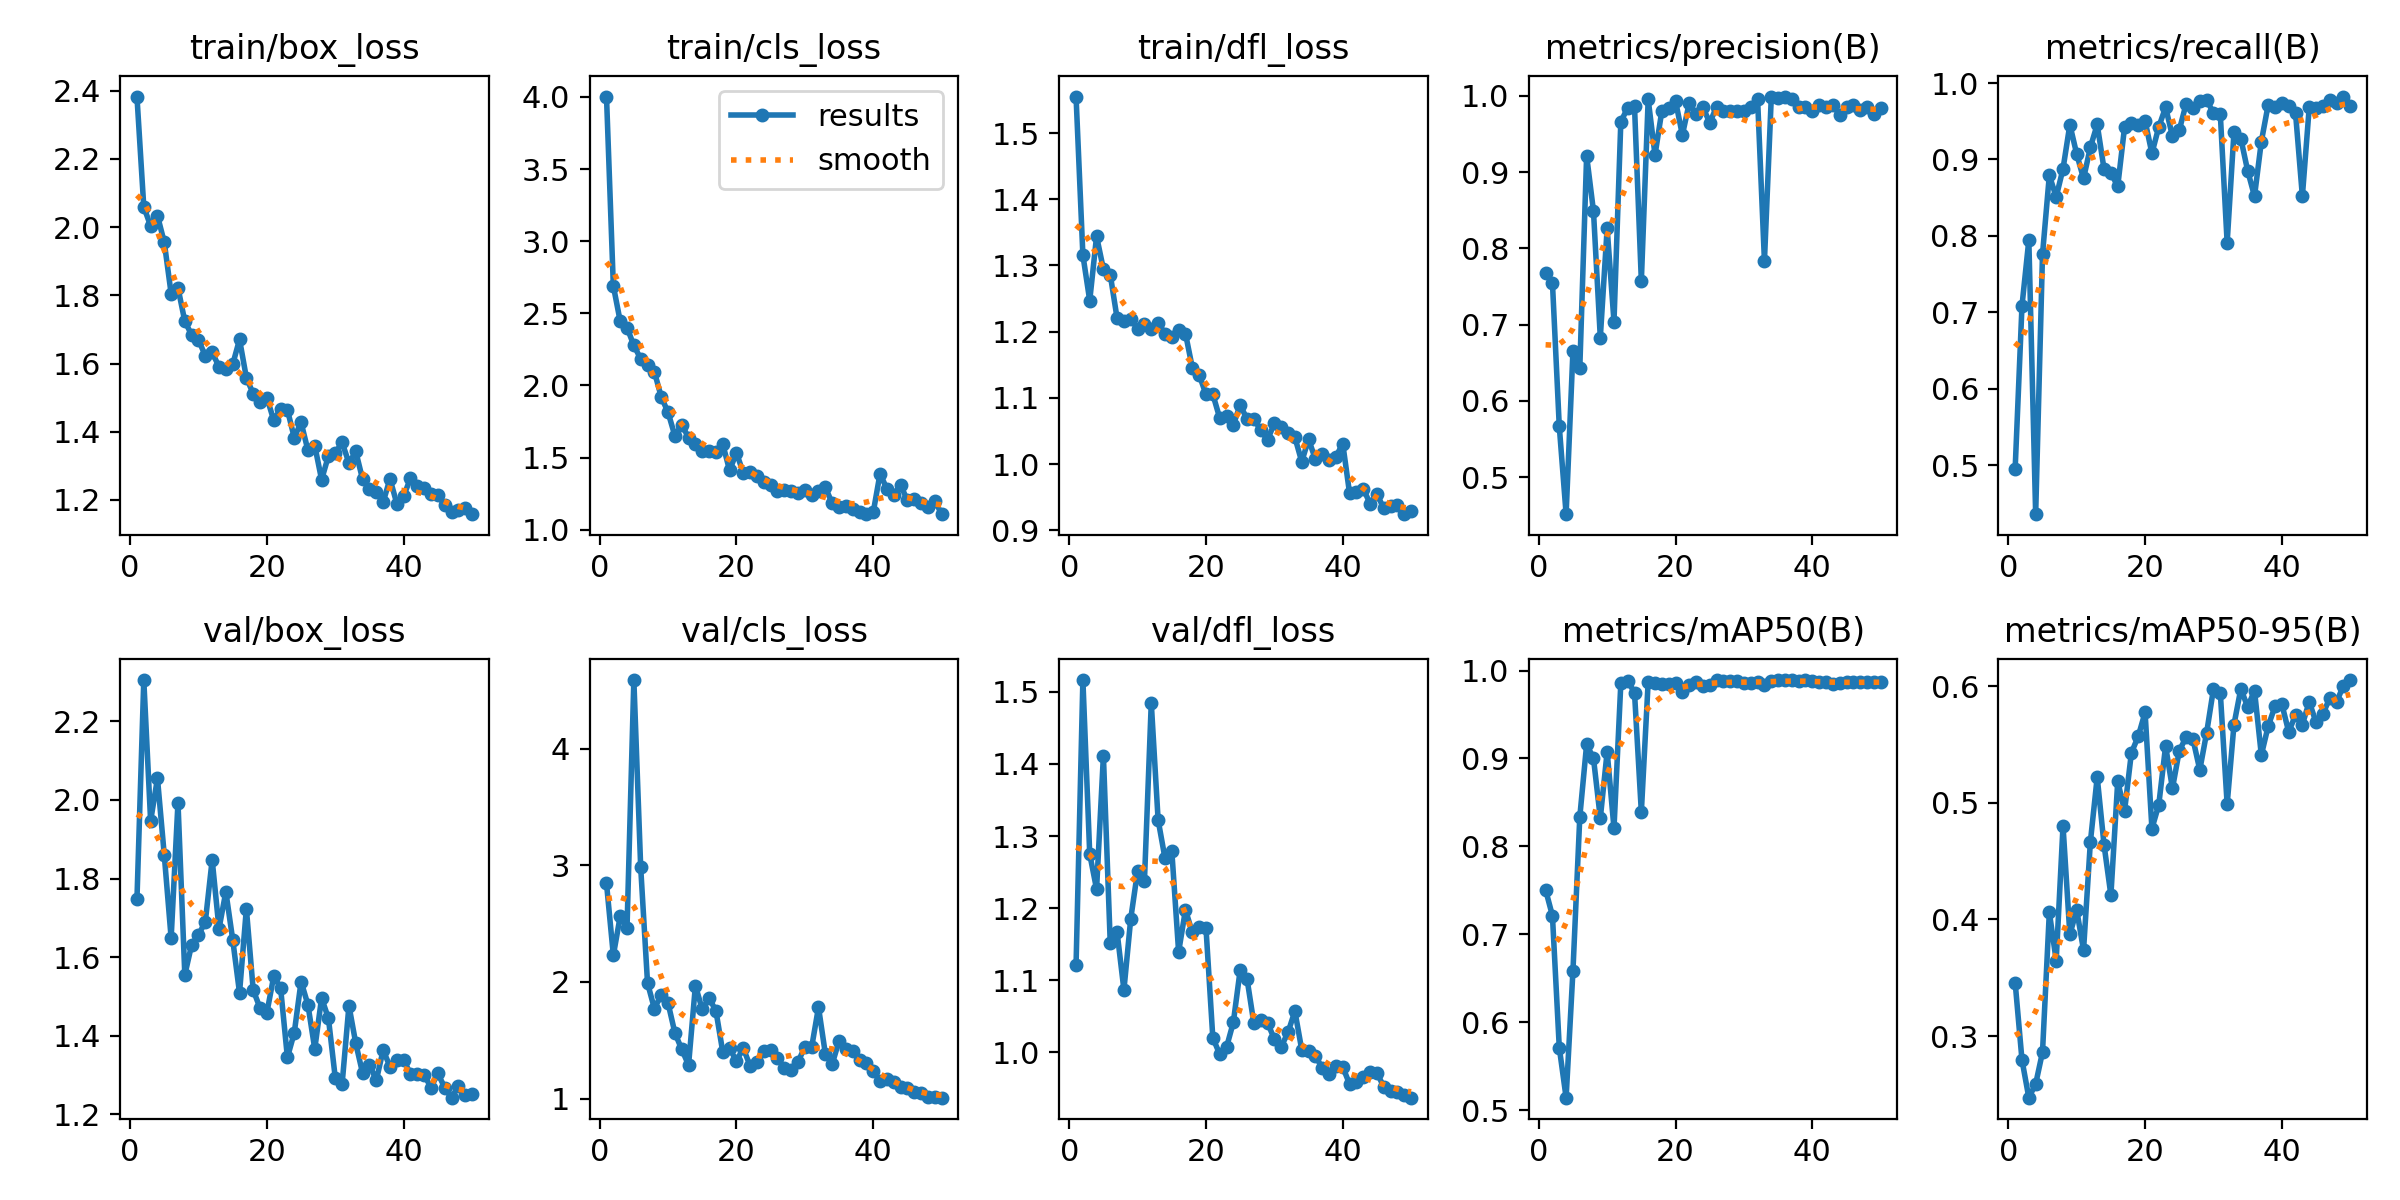 train/box_loss
train/cls_loss
train/dfl_loss
metrics/precision(B)
metrics/recall(B)
2.4
2.2
2.0
1.8
1.6
1.4
1.2
0 20 40
4.0
3.5
3.0
2.5
2.0
1.5
1.0
0 20 40
results
smooth
1.5
1.4
1.3
1.2
1.1
1.0
0.9
0 20 40
1.0
0.9
0.8
0.7
0.6
0.5
0 20 40
1.0
0.9
0.8
0.7
0.6
0.5
0 20 40
val/box_loss
val/cls_loss
val/dfl_loss
metrics/mAP50(B)
metrics/mAP50-95(B)
2.2
2.0
1.8
1.6
1.4
1.2
0 20 40
4
3
2
1
0 20 40
1.5
1.4
1.3
1.2
1.1
1.0
0 20 40
1.0
0.9
0.8
0.7
0.6
0.5
0 20 40
0.6
0.5
0.4
0.3
0 20 40